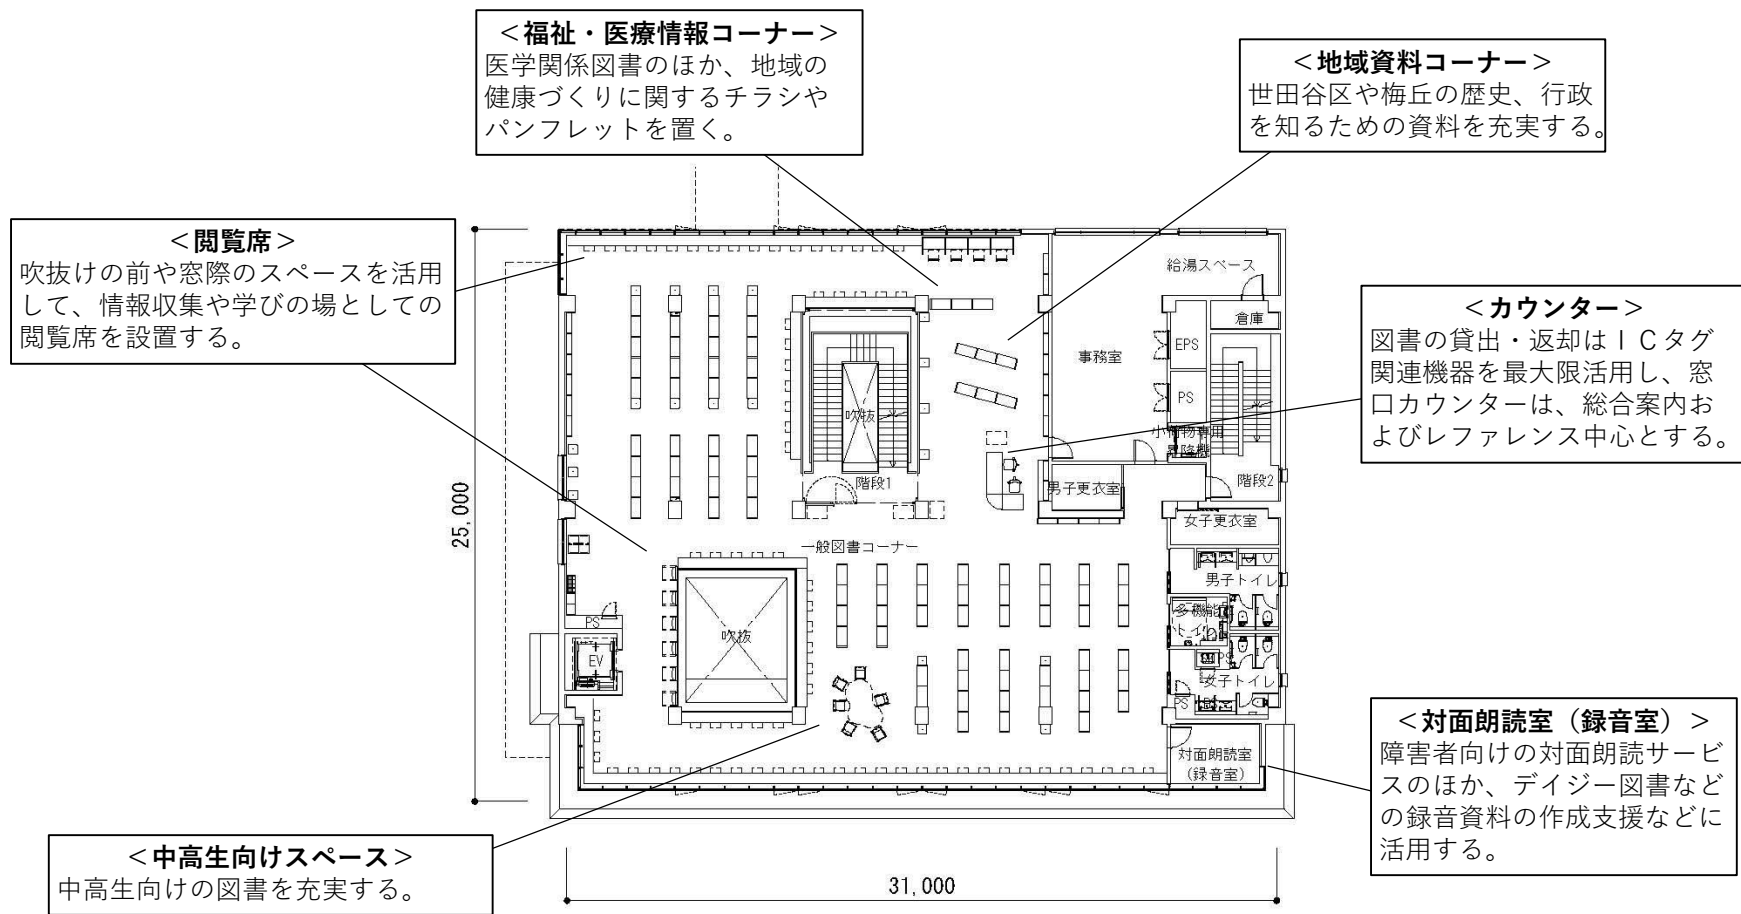 ＜福祉・医療情報コーナー＞
医学関係図書のほか、地域の
健康づくりに関するチラシや
パンフレットを置く。
＜地域資料コーナー＞
世田谷区や梅丘の歴史、行政
を知るための資料を充実する。
＜閲覧席＞
吹抜けの前や窓際のスペースを活用
して、情報収集や学びの場としての
閲覧席を設置する。
＜カウンター＞
図書の貸出・返却はＩＣタグ
関連機器を最大限活用し、窓
口カウンターは、総合案内お
よびレファレンス中心とする。
給湯スペース
倉庫
事務室
EPS
PS
吹抜
小荷物専用
昇降機
階段1
男子更衣室
階段2
女子更衣室
一般図書コーナー
男子トイレ
多機能
トイレ
PS
吹抜
EV
PS
女子トイレ
PS
対面朗読室
（録音室）
25,000
31,000
＜対面朗読室（録音室）＞
障害者向けの対面朗読サービ
スのほか、デイジー図書など
の録音資料の作成支援などに
活用する。
＜中高生向けスペース＞
中高生向けの図書を充実する。